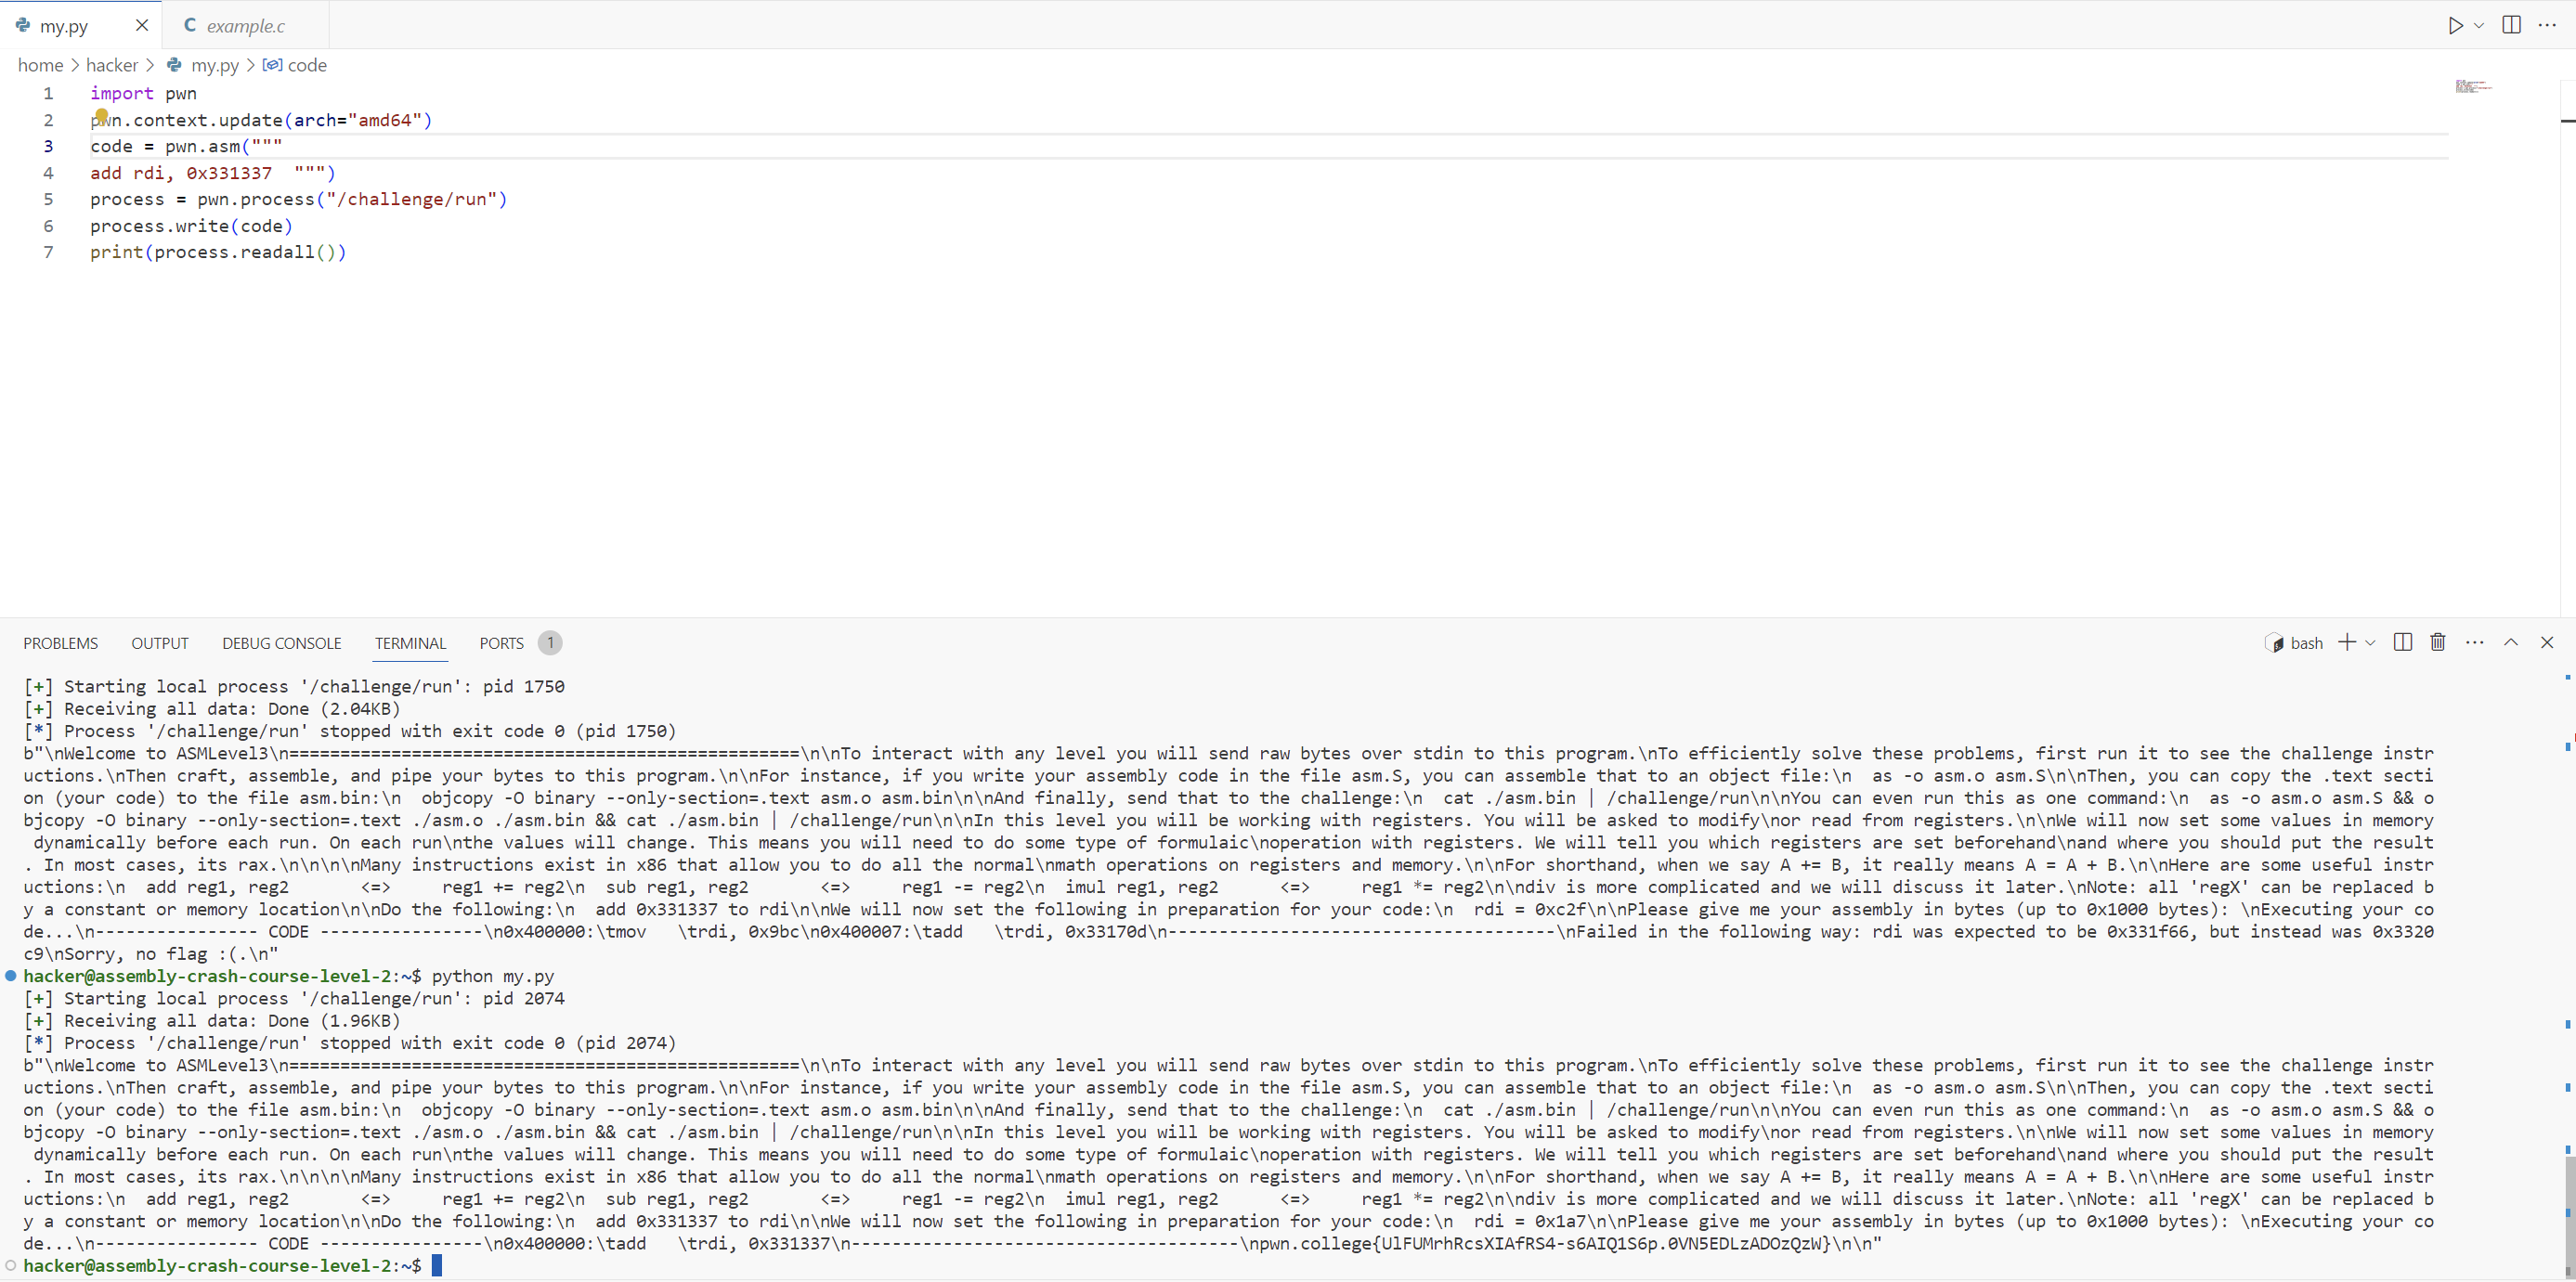 my.py
example.c
home > hacker > my.py > code
1 import pwn
2 pwn.context.update(arch="amd64")
3 code = pwn.asm("""
4 add rdi, 0x331337  """)
5 process = pwn.process("/challenge/run")
6 process.write(code)
7 print(process.readall())
PROBLEMS OUTPUT DEBUG CONSOLE TERMINAL PORTS 1
bash
[+] Starting local process '/challenge/run': pid 1750
[+] Receiving all data: Done (2.04KB)
[*] Process '/challenge/run' stopped with exit code 0 (pid 1750)
b"\nWelcome to ASMLevel3\n==================================================\n\nTo interact with any level you will send raw bytes over stdin to this program.\nTo efficiently solve these problems, first run it to see the challenge instr
uctions.\nThen craft, assemble, and pipe your bytes to this program.\n\nFor instance, if you write your assembly code in the file asm.S, you can assemble that to an object file:\n  as -o asm.o asm.S\n\nThen, you can copy the .text secti
on (your code) to the file asm.bin:\n  objcopy -O binary --only-section=.text asm.o asm.bin\n\nAnd finally, send that to the challenge:\n  cat ./asm.bin | /challenge/run\n\nYou can even run this as one command:\n  as -o asm.o asm.S && o
bjcopy -O binary --only-section=.text ./asm.o ./asm.bin && cat ./asm.bin | /challenge/run\n\nIn this level you will be working with registers. You will be asked to modify\nor read from registers.\n\nWe will now set some values in memory
 dynamically before each run. On each run\nthe values will change. This means you will need to do some type of formulaic\noperation with registers. We will tell you which registers are set beforehand\nand where you should put the result
. In most cases, its rax.\n\n\n\nMany instructions exist in x86 that allow you to do all the normal\nmath operations on registers and memory.\n\nFor shorthand, when we say A += B, it really means A = A + B.\n\nHere are some useful instr
uctions:\n  add reg1, reg2       <=>     reg1 += reg2\n  sub reg1, reg2       <=>     reg1 -= reg2\n  imul reg1, reg2      <=>     reg1 *= reg2\n\ndiv is more complicated and we will discuss it later.\nNote: all 'regX' can be replaced b
y a constant or memory location\n\nDo the following:\n  add 0x331337 to rdi\n\nWe will now set the following in preparation for your code:\n  rdi = 0xc2f\n\nPlease give me your assembly in bytes (up to 0x1000 bytes): \nExecuting your co
de...\n---------------- CODE ----------------\n0x400000:\tmov   \trdi, 0x9bc\n0x400007:\tadd   \trdi, 0x33170d\n--------------------------------------\nFailed in the following way: rdi was expected to be 0x331f66, but instead was 0x3320
c9\nSorry, no flag :(.\n"
hacker@assembly-crash-course-level-2:~$ python my.py
[+] Starting local process '/challenge/run': pid 2074
[+] Receiving all data: Done (1.96KB)
[*] Process '/challenge/run' stopped with exit code 0 (pid 2074)
b"\nWelcome to ASMLevel3\n==================================================\n\nTo interact with any level you will send raw bytes over stdin to this program.\nTo efficiently solve these problems, first run it to see the challenge instr
uctions.\nThen craft, assemble, and pipe your bytes to this program.\n\nFor instance, if you write your assembly code in the file asm.S, you can assemble that to an object file:\n  as -o asm.o asm.S\n\nThen, you can copy the .text secti
on (your code) to the file asm.bin:\n  objcopy -O binary --only-section=.text asm.o asm.bin\n\nAnd finally, send that to the challenge:\n  cat ./asm.bin | /challenge/run\n\nYou can even run this as one command:\n  as -o asm.o asm.S && o
bjcopy -O binary --only-section=.text ./asm.o ./asm.bin && cat ./asm.bin | /challenge/run\n\nIn this level you will be working with registers. You will be asked to modify\nor read from registers.\n\nWe will now set some values in memory
 dynamically before each run. On each run\nthe values will change. This means you will need to do some type of formulaic\noperation with registers. We will tell you which registers are set beforehand\nand where you should put the result
. In most cases, its rax.\n\n\n\nMany instructions exist in x86 that allow you to do all the normal\nmath operations on registers and memory.\n\nFor shorthand, when we say A += B, it really means A = A + B.\n\nHere are some useful instr
uctions:\n  add reg1, reg2       <=>     reg1 += reg2\n  sub reg1, reg2       <=>     reg1 -= reg2\n  imul reg1, reg2      <=>     reg1 *= reg2\n\ndiv is more complicated and we will discuss it later.\nNote: all 'regX' can be replaced b
y a constant or memory location\n\nDo the following:\n  add 0x331337 to rdi\n\nWe will now set the following in preparation for your code:\n  rdi = 0x1a7\n\nPlease give me your assembly in bytes (up to 0x1000 bytes): \nExecuting your co
de...\n---------------- CODE ----------------\n0x400000:\tadd   \trdi, 0x331337\n--------------------------------------\npwn.college{UlFUMrhRcsXIAfRS4-s6AIQ1S6p.0VN5EDLzADOzQzW}\n\n"
hacker@assembly-crash-course-level-2:~$